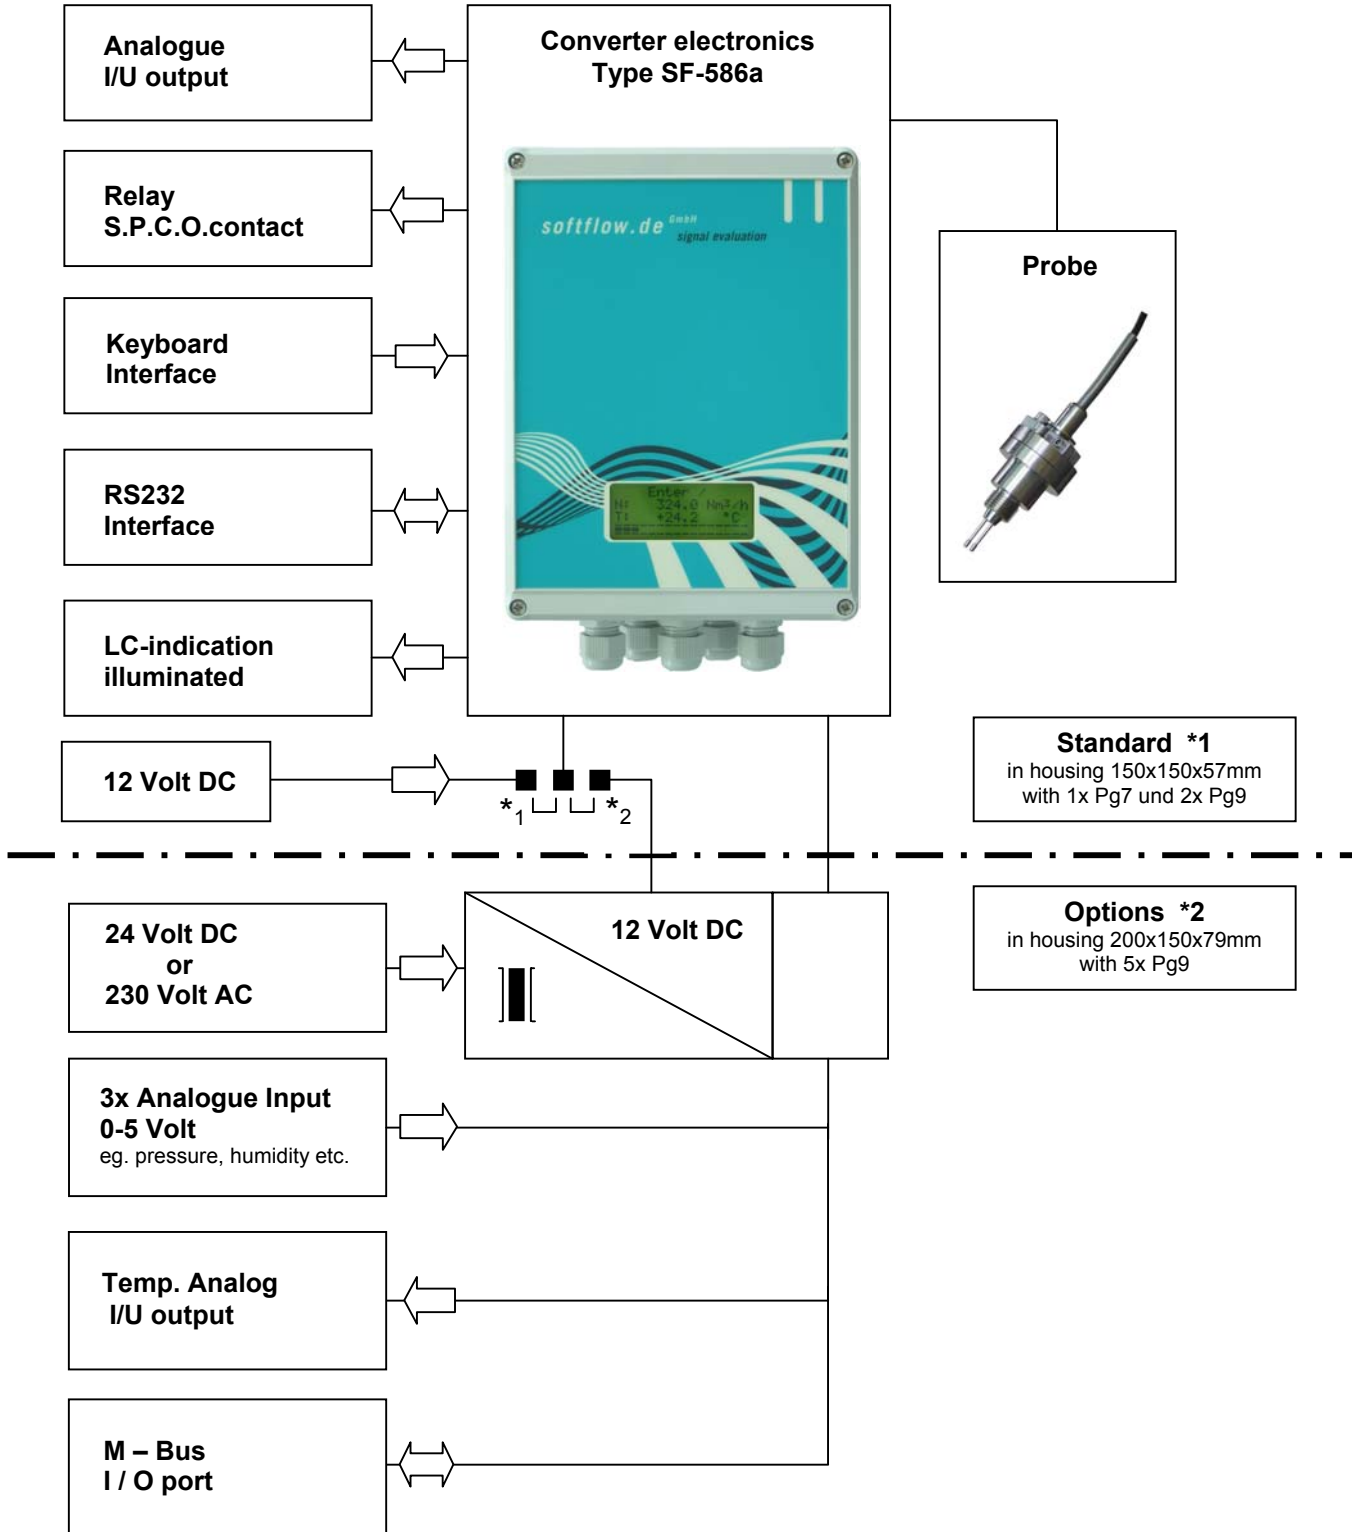 Analogue
I/U output
Converter electronics
Type SF-586a
softflow.de GmbH
signal evaluation
Relay
S.P.C.O.contact
Probe
Keyboard
Interface
RS232
Interface
Enter /
N: 324.0 Nm³/h
T: +24.2 °C
LC-indication
illuminated
12 Volt DC
*1
*2
Standard *1
in housing 150x150x57mm
with 1x Pg7 und 2x Pg9
24 Volt DC
or
230 Volt AC
12 Volt DC
Options *2
in housing 200x150x79mm
with 5x Pg9
3x Analogue Input
0-5 Volt
eg. pressure, humidity etc.
Temp. Analog
I/U output
M – Bus
I / O port